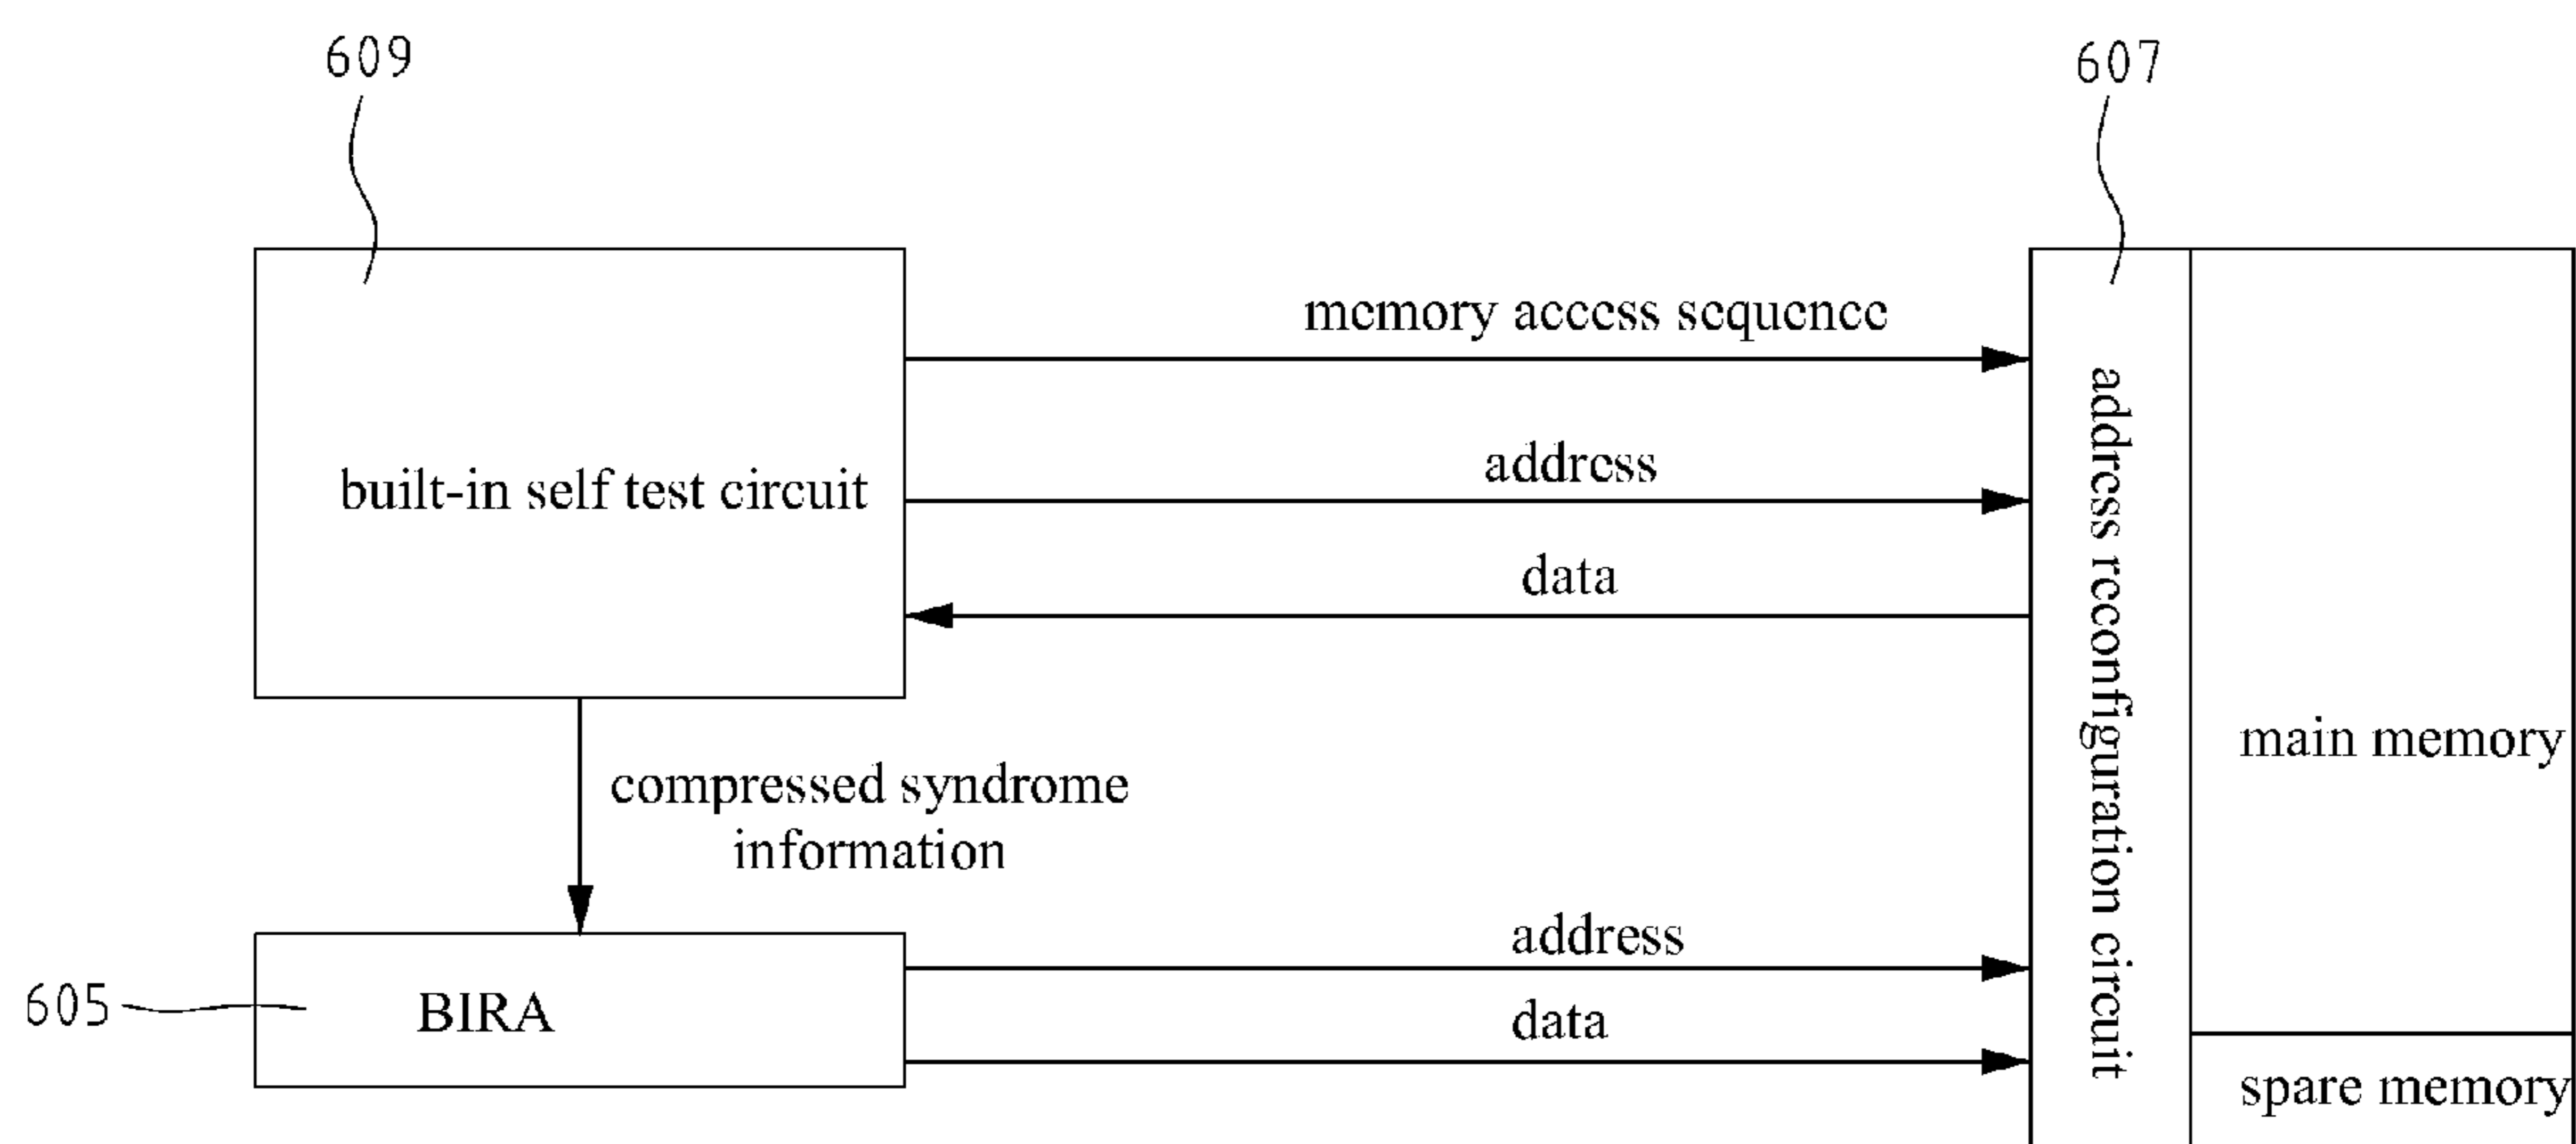 609
607
memory access sequence
address
built-in self test circuit
data
address reconfiguration circuit
main memory
compressed syndrome
information
address
605
BIRA
data
spare memory